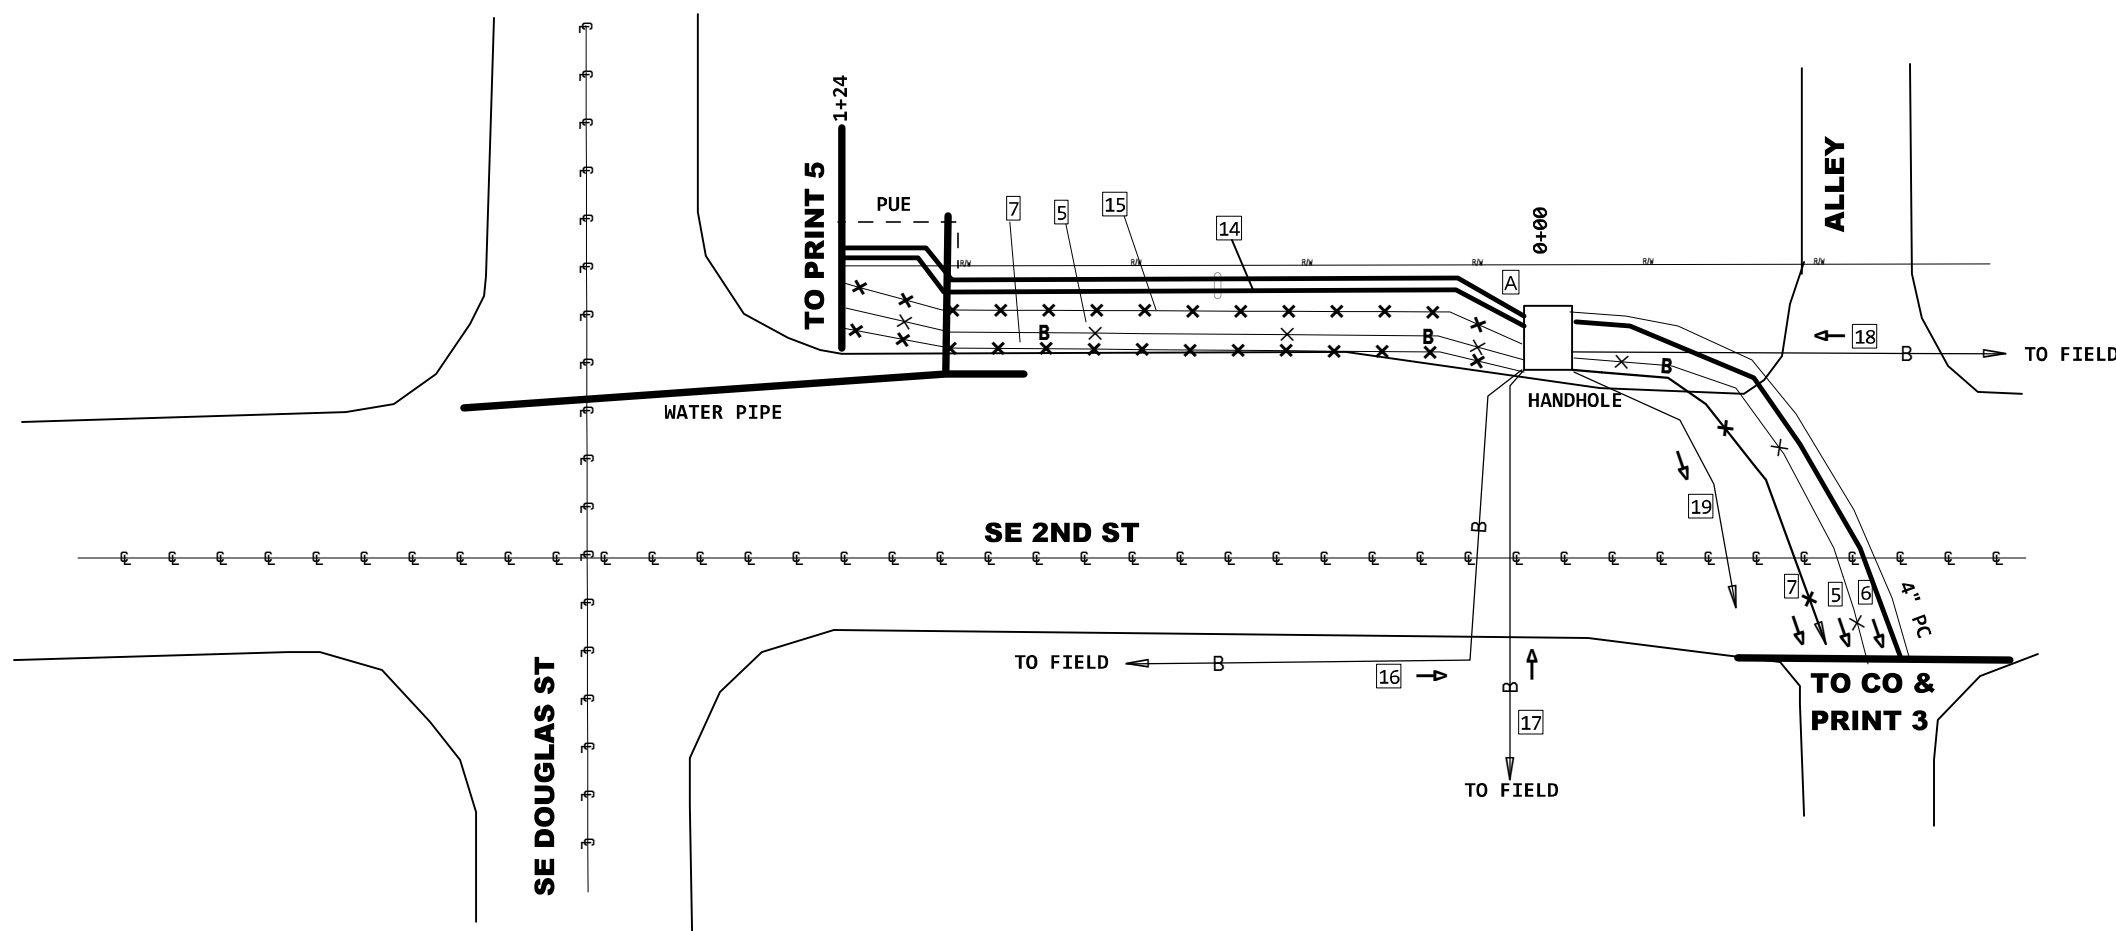 1+24
TO PRINT 5
PUE
7
5
15
14
0+00
A
ALLEY
R/W
R/W
R/W
R/W
R/W
R/W
B
B
B
18
B
TO FIELD
HANDHOLE
WATER PIPE
19
B
SE 2ND ST
℄ ℄ ℄ ℄ ℄ ℄ ℄ ℄ ℄ ℄ ℄ ℄ ℄ ℄ ℄ ℄ ℄ ℄ ℄ ℄ ℄ ℄ ℄ ℄ ℄ ℄ ℄ ℄ ℄ ℄ ℄ ℄ ℄ ℄ ℄ ℄ ℄ ℄ ℄ ℄
7
5
6
4" PC
TO FIELD
B
16
B
17
TO FIELD
TO CO &
PRINT 3
SE DOUGLAS ST
℄ ℄ ℄ ℄ ℄ ℄ ℄ ℄ ℄ ℄ ℄ ℄ ℄ ℄ ℄ ℄ ℄ ℄